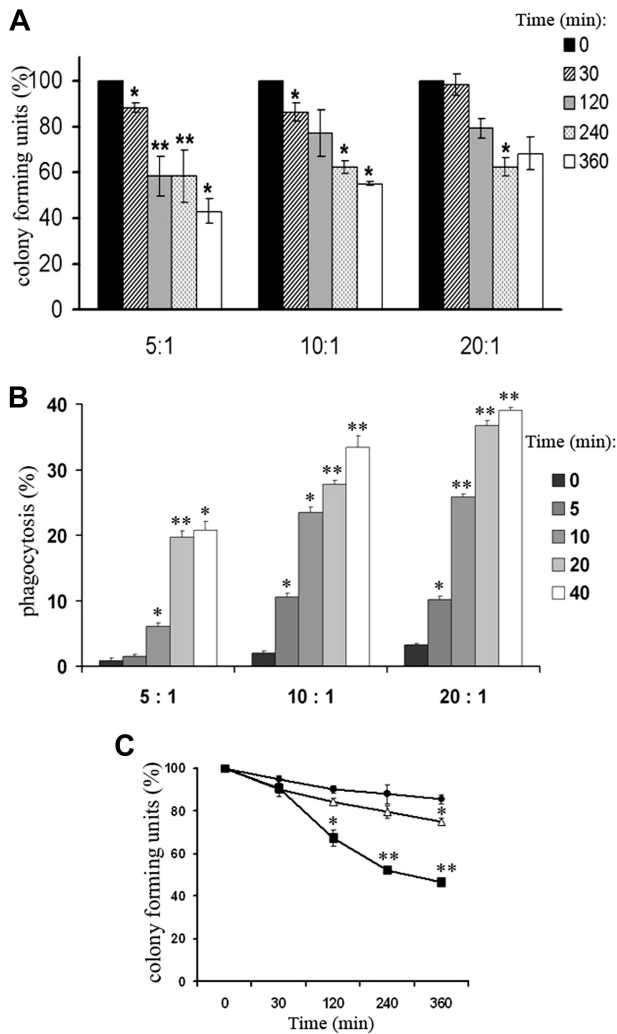 A
Time (min):
0
30
120
240
360
colony forming units (%)
100
80
60
40
20
0
* ** ** *
* * *
*
5:1 10:1 20:1
B
Time (min):
0
5
10
20
40
phagocytosis (%)
40
30
20
10
0
* ** *
* * ** **
* ** ** **
5 : 1 10 : 1 20 : 1
C
colony forming units (%)
100
80
60
40
20
0
* ** * **
0 30 120 240 360
Time (min)